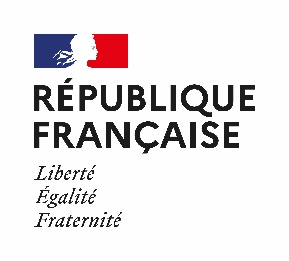 RÉPUBLIQUE
FRANÇAISE
Liberté
Égalité
Fraternité